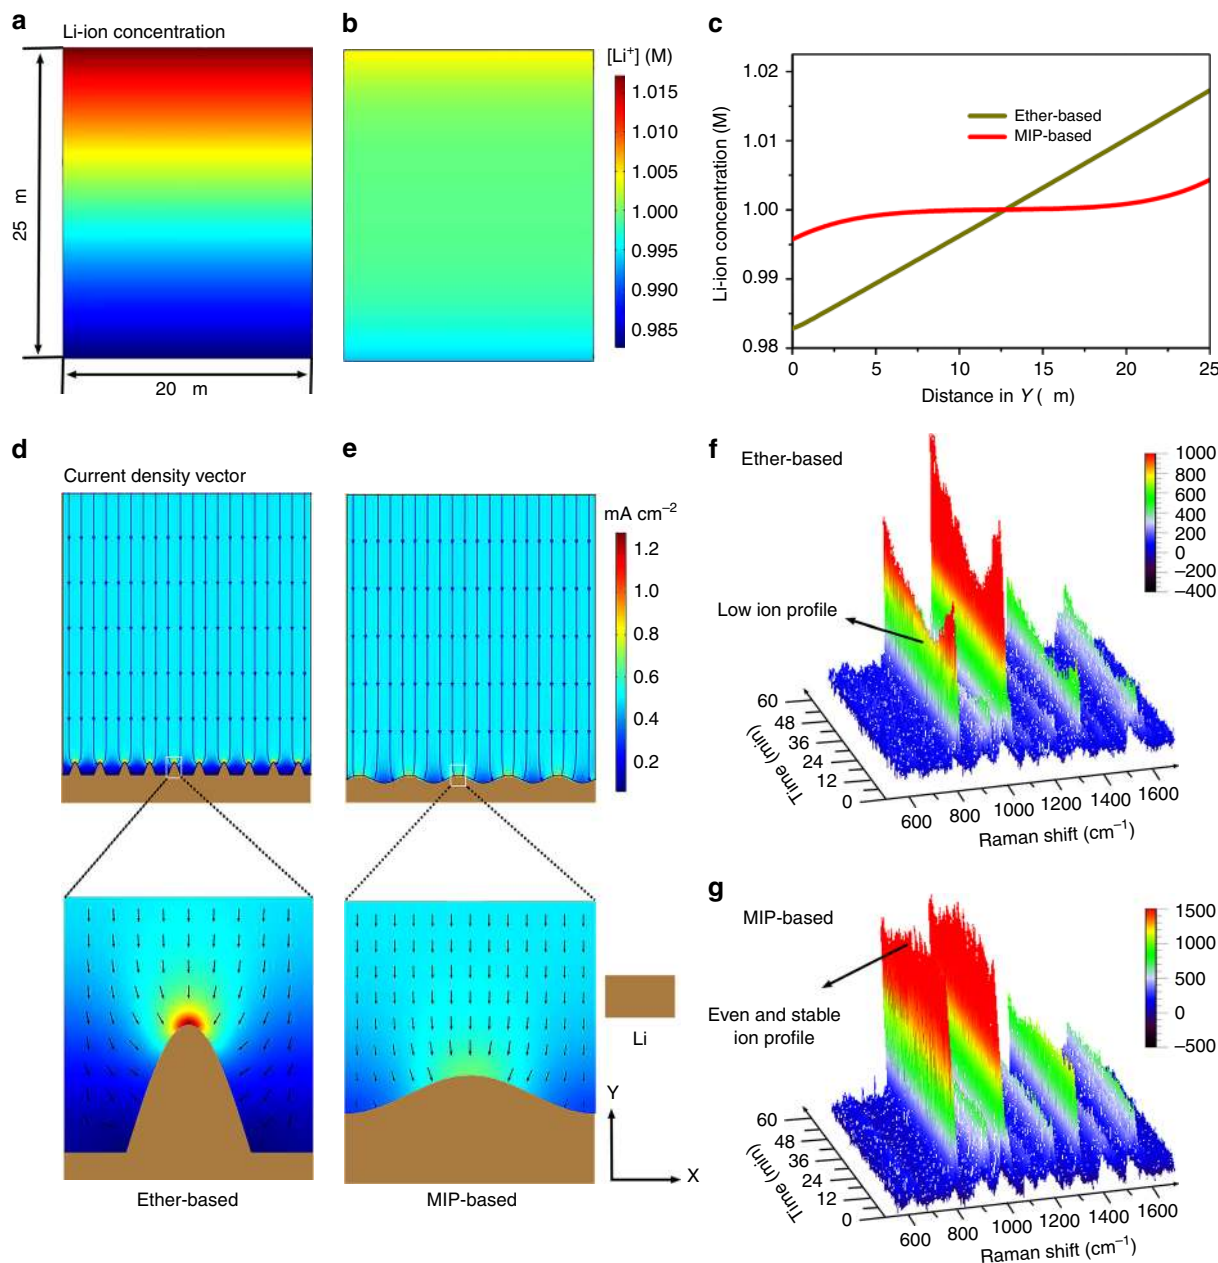 a
Li-ion concentration
25 m
20 m
b
[Li⁺] (M)
1.015
1.010
1.005
1.000
0.995
0.990
0.985
c
Li-ion concentration (M)
1.02
1.01
1.00
0.99
0.98
Ether-based
MIP-based
0 5 10 15 20 25
Distance in Y ( m)
d
Current density vector
e
mA cm⁻²
1.2
1.0
0.8
0.6
0.4
0.2
Ether-based
MIP-based
Li
Y
X
f
Ether-based
Low ion profile
1000
800
600
400
200
0
−200
−400
60
48
36
24
12
0
Time (min)
600 800 1000 1200 1400 1600
Raman shift (cm⁻¹)
g
MIP-based
Even and stable
ion profile
1500
1000
500
0
−500
60
48
36
24
12
0
Time (min)
600 800 1000 1200 1400 1600
Raman shift (cm⁻¹)